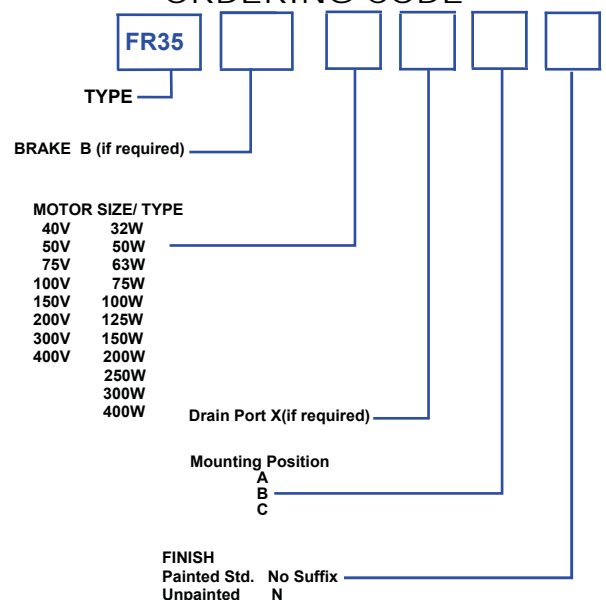 ORDERING CODE
FR35
TYPE
BRAKE B (if required)
MOTOR SIZE/ TYPE
40V 32W
50V 50W
75V 63W
100V 75W
150V 100W
200V 125W
300V 150W
400V 200W
250W
300W
400W
Drain Port X(if required)
Mounting Position
A
B
C
FINISH
Painted Std. No Suffix
Unpainted N